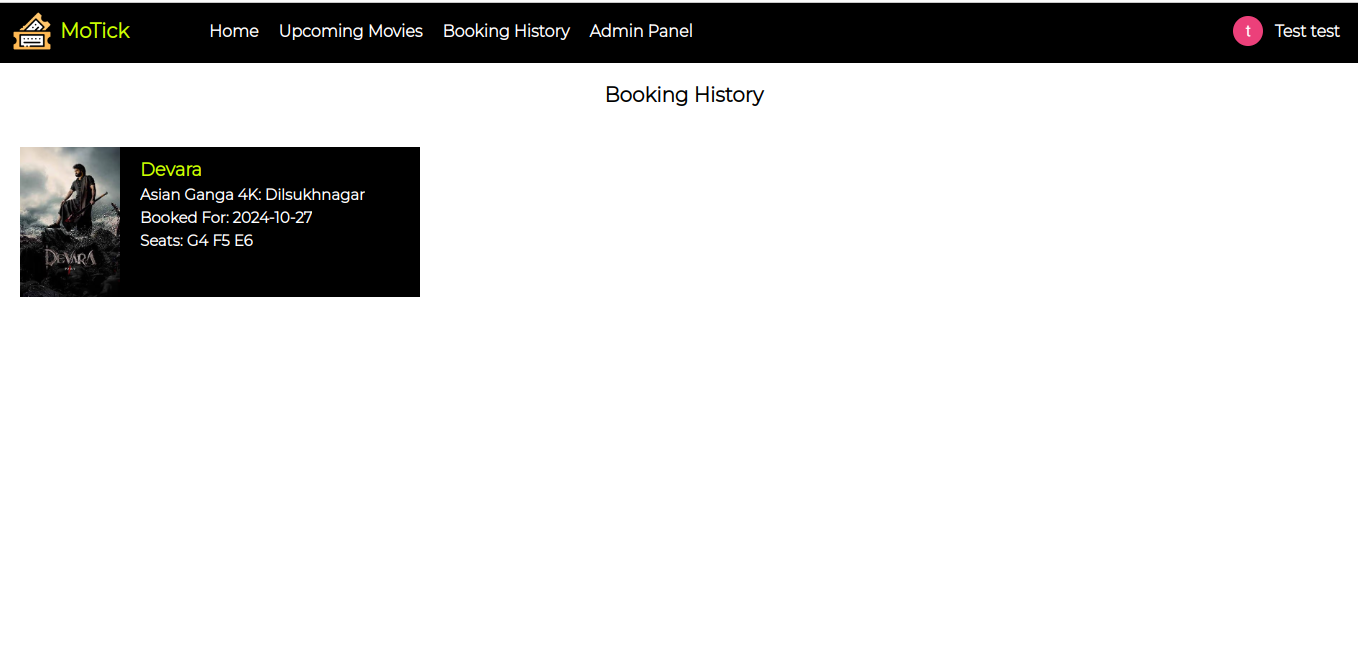 MoTick
Home
Upcoming Movies
Booking History
Admin Panel
t
Test test
Booking History
Devara
Asian Ganga 4K: Dilsukhnagar
Booked For: 2024-10-27
Seats: G4 F5 E6
DEVARA